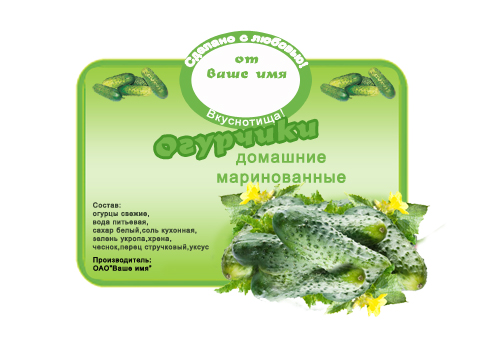 Сделано с любовью!
от
ваше имя
Вкуснотища!
Огурчики
домашние
маринованные
Состав:
огурцы свежие,
вода питьевая,
сахар белый,соль кухонная,
зелень укропа,хрена,
чеснок,перец стручковый,уксус
Производитель:
ОАО"Ваше имя"